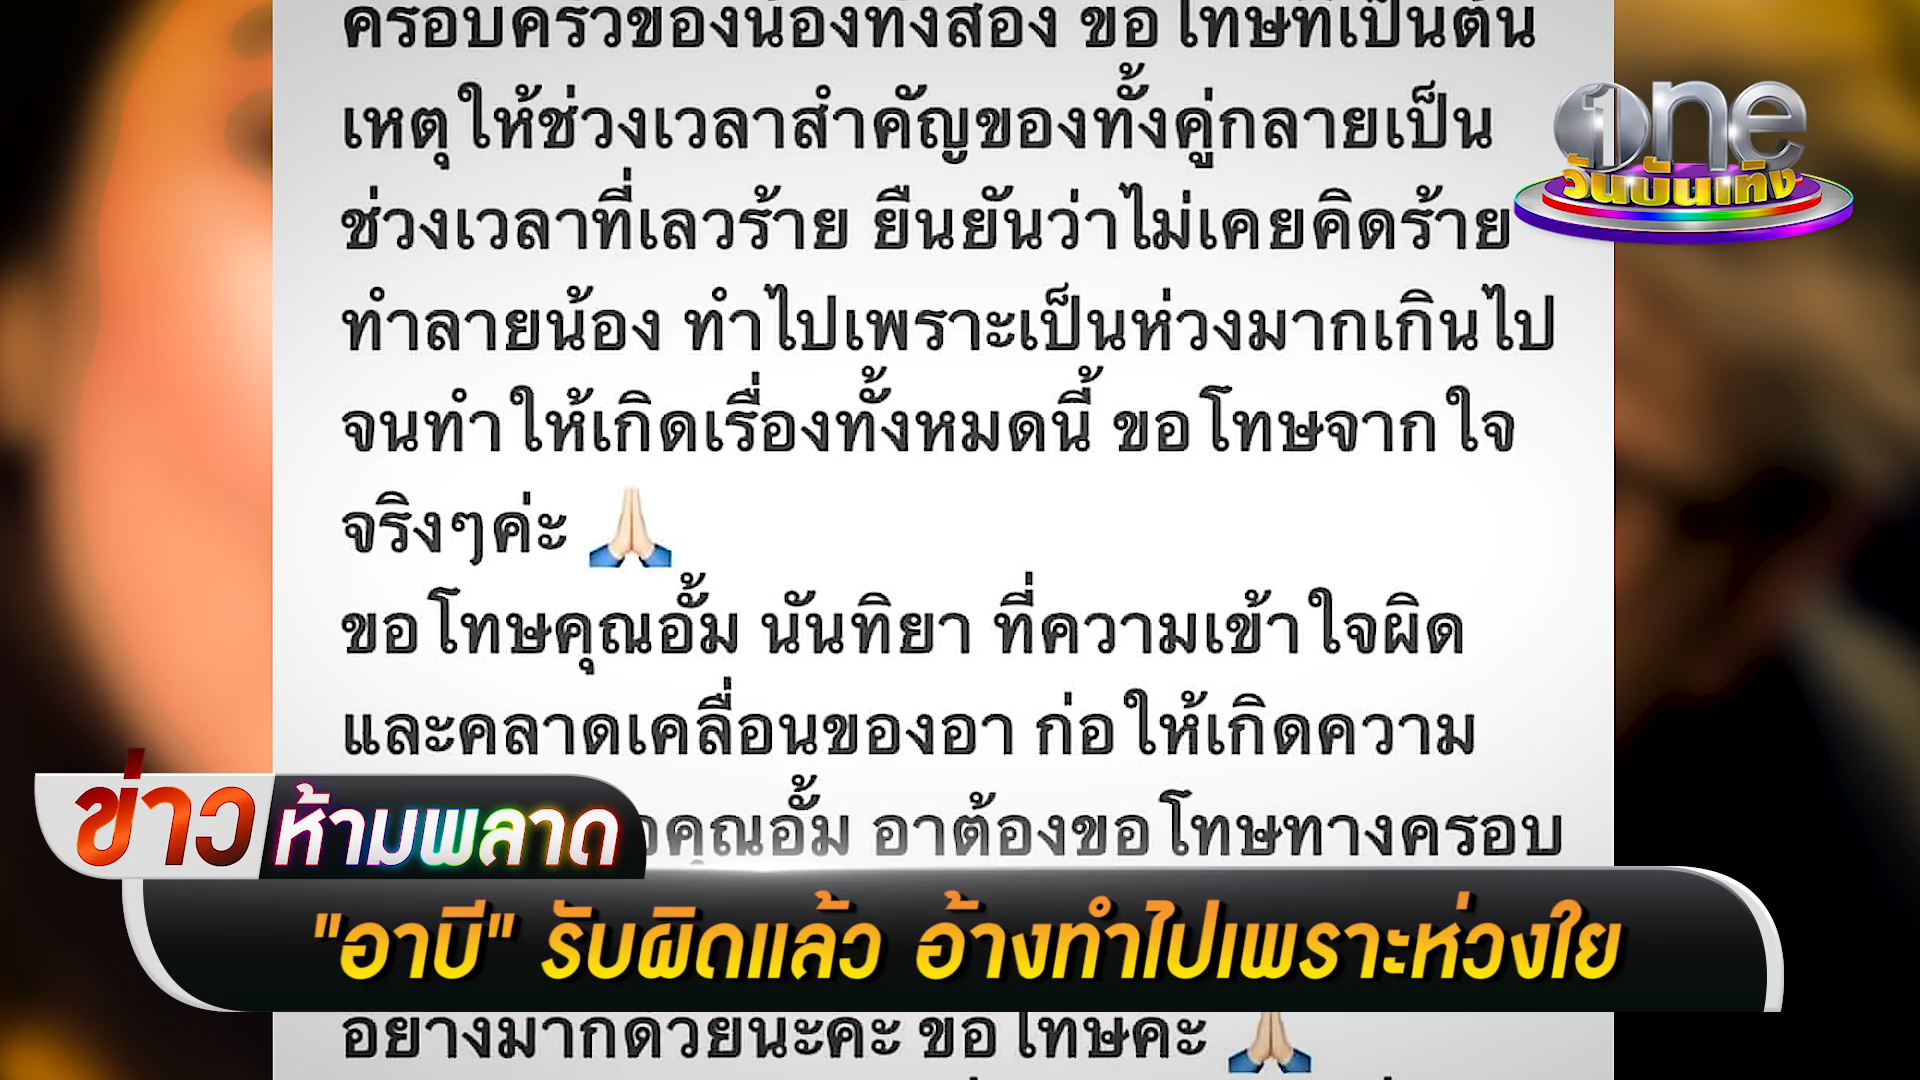 ครอบครัวของน้องทั้งสอง ขอโทษที่เป็นต้น
เหตุให้ช่วงเวลาสำคัญของทั้งคู่กลายเป็น
ช่วงเวลาที่เลวร้าย ยืนยันว่าไม่เคยคิดร้าย
ทำลายน้อง ทำไปเพราะเป็นห่วงมากเกินไป
จนทำให้เกิดเรื่องทั้งหมดนี้ ขอโทษจากใจ
จริงๆค่ะ 🙏🏻
ขอโทษคุณอั้ม นันทิยา ที่ความเข้าใจผิด
และคลาดเคลื่อนของอา ก่อให้เกิดความ
คุณอั้ม อาต้องขอโทษทางครอบ
อย่างมากด้วยนะคะ ขอโทษค่ะ 🙏🏻
one
วันบันเทิง
ข่าว ห้ามพลาด
"อาบี" รับผิดแล้ว อ้างทำไปเพราะห่วงใย